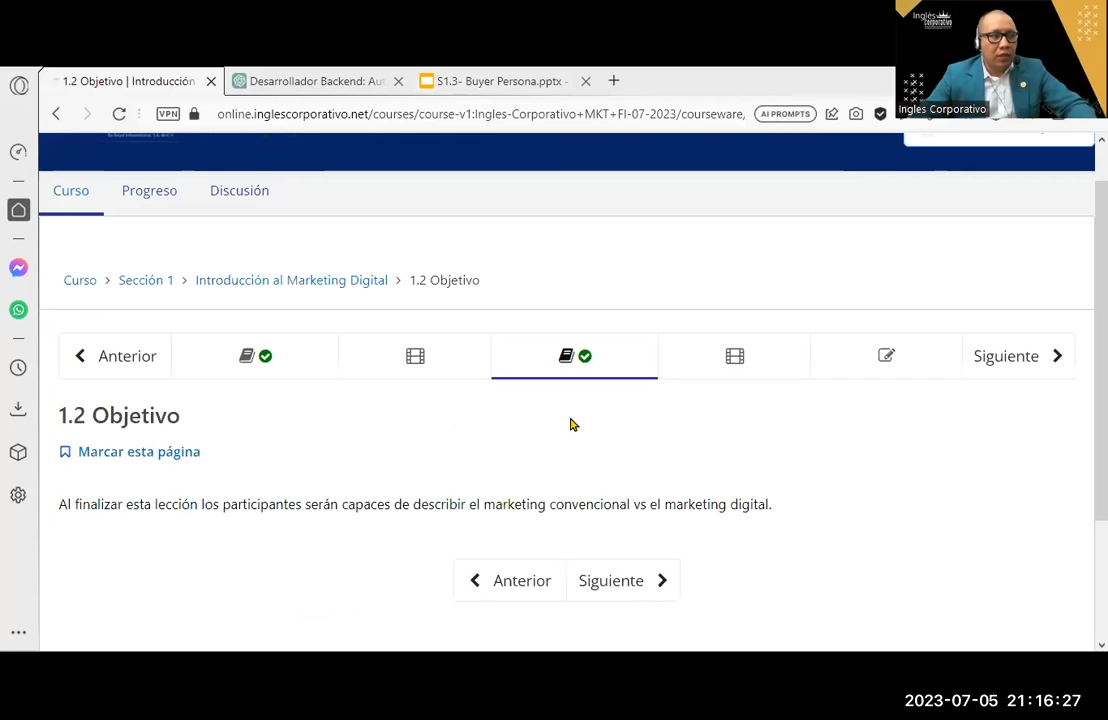 Inglés
corporativo
Ingles Corporativo
1.2 Objetivo | Introducción
Desarrollador Backend: Aut
S1.3- Buyer Persona.pptx -
VPN
online.inglescorporativo.net/courses/course-v1:Ingles-Corporativo+MKT+FI-07-2023/courseware,
AI PROMPTS
Curso
Progreso
Discusión
Curso > Sección 1 > Introducción al Marketing Digital > 1.2 Objetivo
Anterior
Siguiente
1.2 Objetivo
Marcar esta página
Al finalizar esta lección los participantes serán capaces de describir el marketing convencional vs el marketing digital.
Anterior
Siguiente
2023-07-05 21:16:27